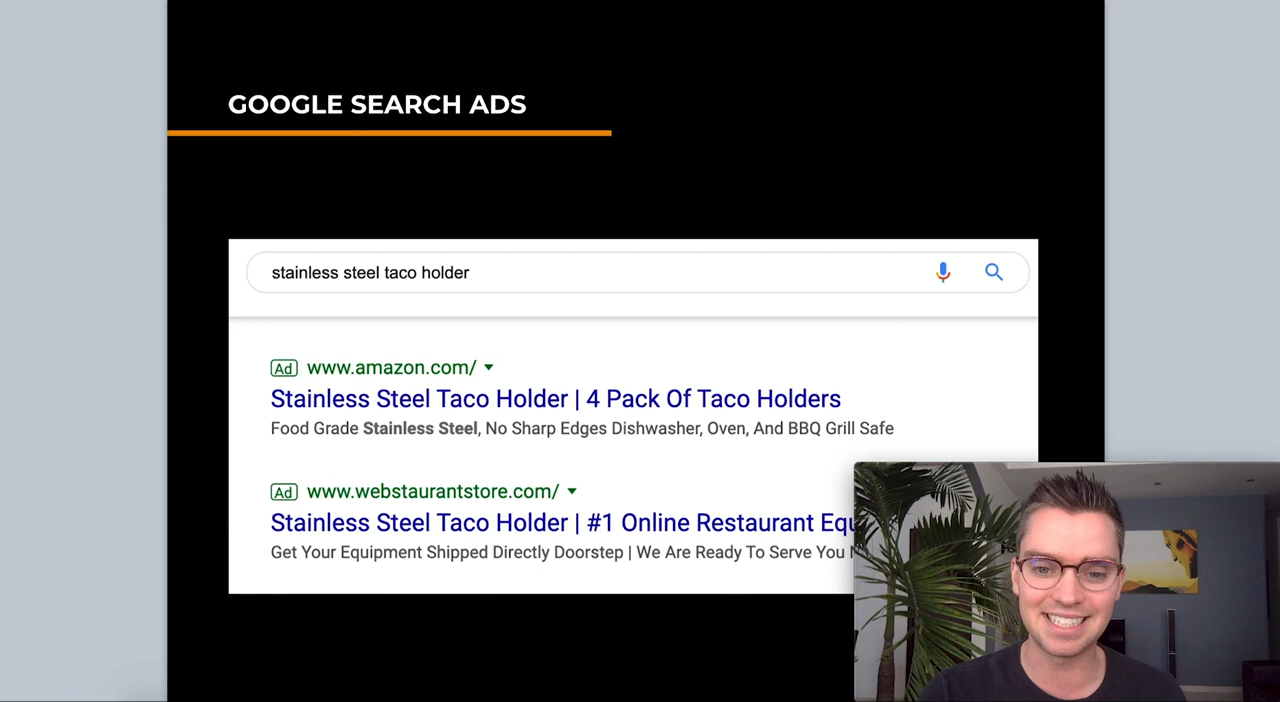 GOOGLE SEARCH ADS
stainless steel taco holder
Ad www.amazon.com/
Stainless Steel Taco Holder | 4 Pack Of Taco Holders
Food Grade Stainless Steel, No Sharp Edges Dishwasher, Oven, And BBQ Grill Safe
Ad www.webstaurantstore.com/
Stainless Steel Taco Holder | #1 Online Restaurant
Get Your Equipment Shipped Directly Doorstep | We Are Ready To Serve You